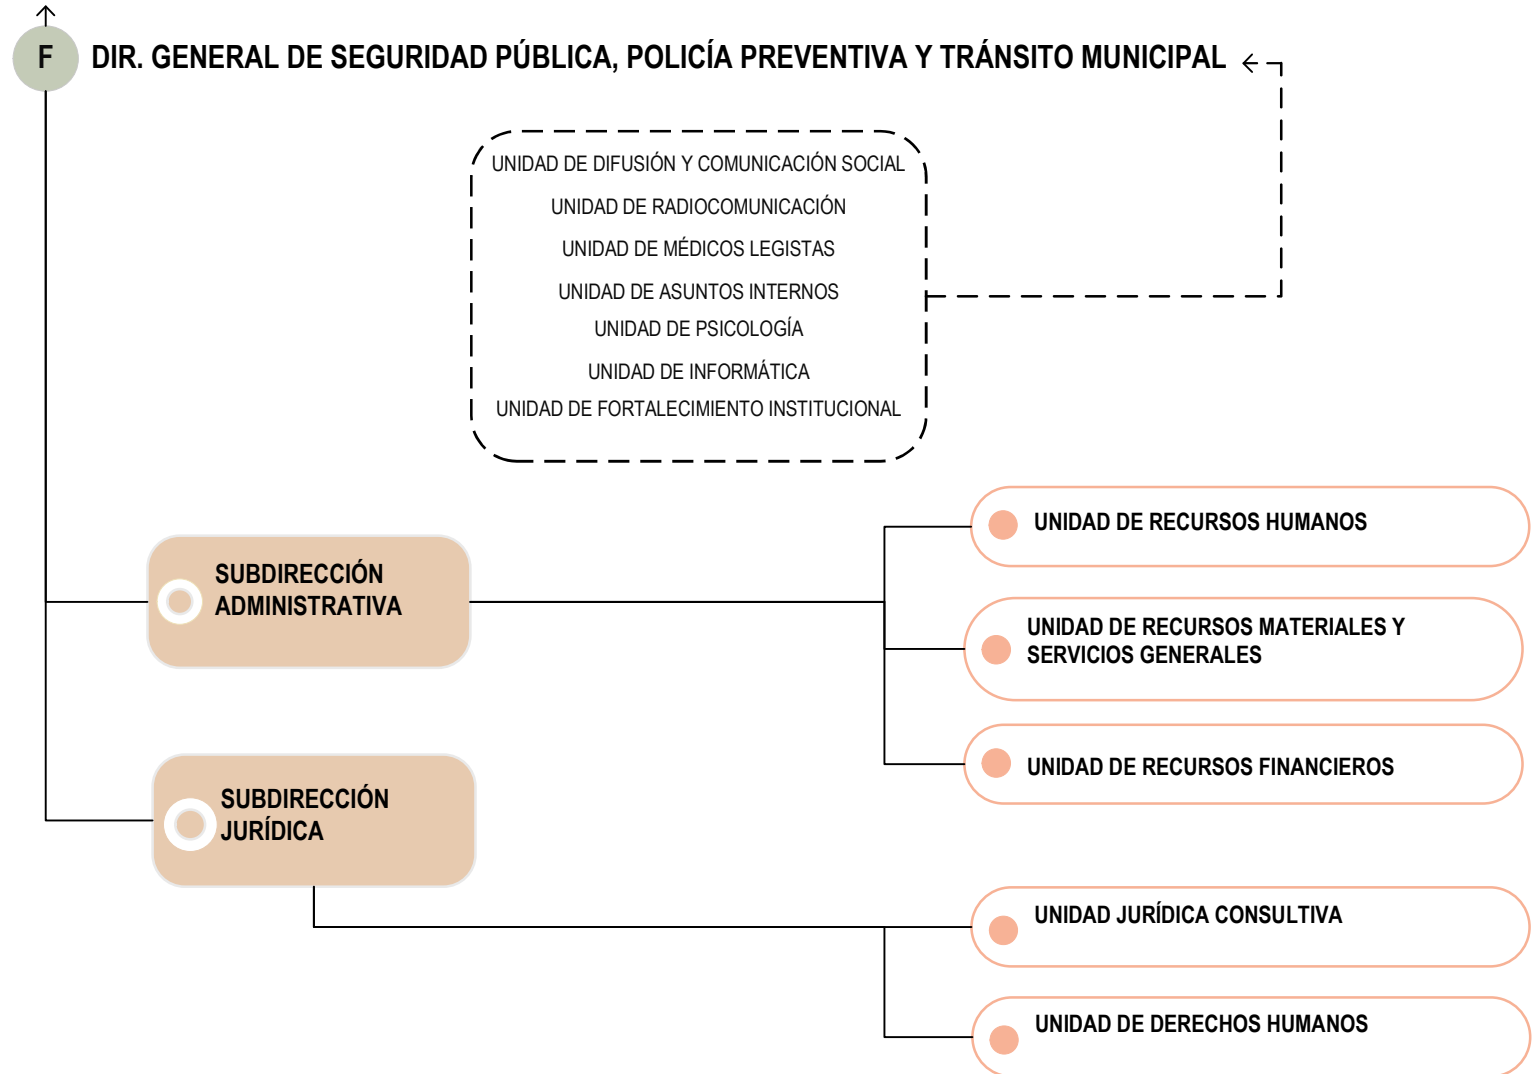 F
DIR. GENERAL DE SEGURIDAD PÚBLICA, POLICÍA PREVENTIVA Y TRÁNSITO MUNICIPAL
UNIDAD DE DIFUSIÓN Y COMUNICACIÓN SOCIAL
UNIDAD DE RADIOCOMUNICACIÓN
UNIDAD DE MÉDICOS LEGISTAS
UNIDAD DE ASUNTOS INTERNOS
UNIDAD DE PSICOLOGÍA
UNIDAD DE INFORMÁTICA
UNIDAD DE FORTALECIMIENTO INSTITUCIONAL
SUBDIRECCIÓN
ADMINISTRATIVA
UNIDAD DE RECURSOS HUMANOS
UNIDAD DE RECURSOS MATERIALES Y
SERVICIOS GENERALES
UNIDAD DE RECURSOS FINANCIEROS
SUBDIRECCIÓN
JURÍDICA
UNIDAD JURÍDICA CONSULTIVA
UNIDAD DE DERECHOS HUMANOS